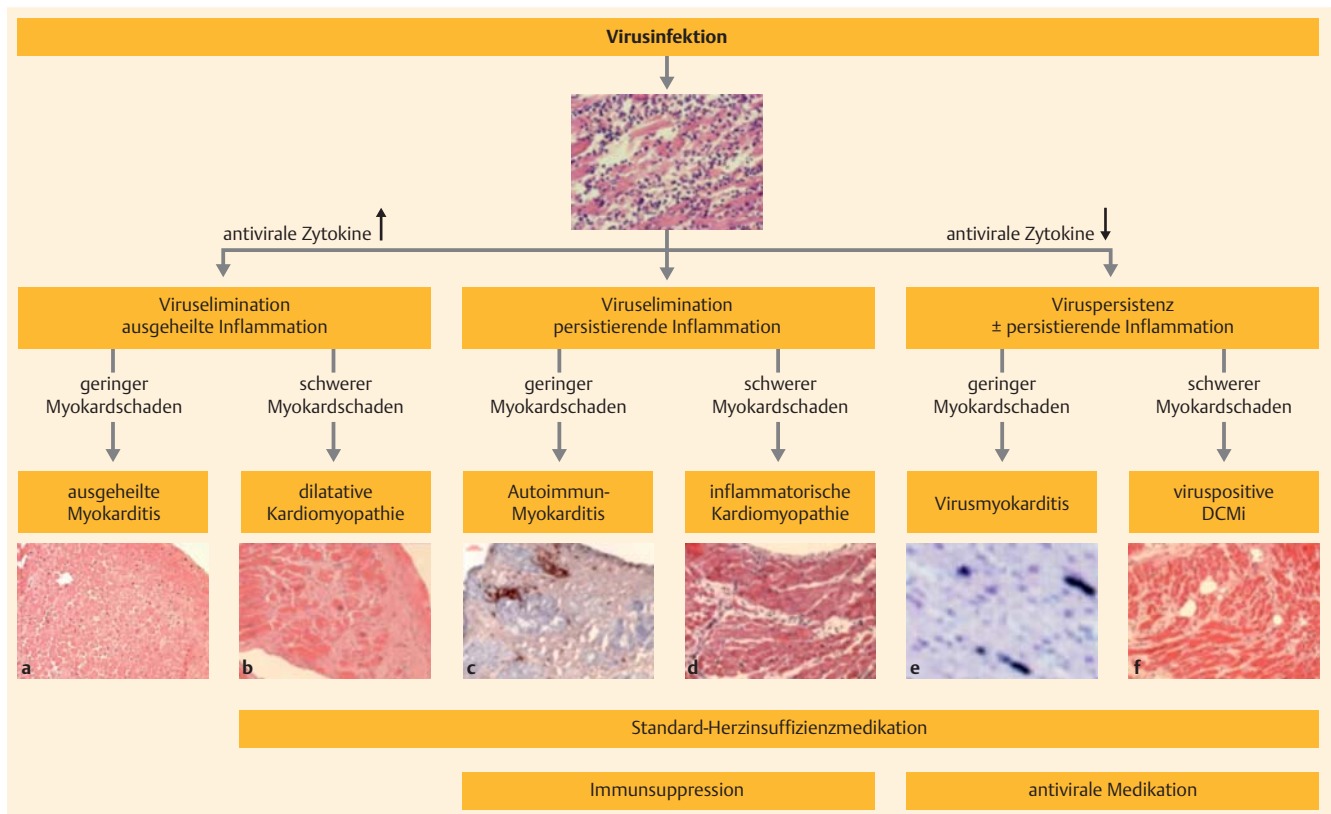 Virusinfektion
antivirale Zytokine
antivirale Zytokine
Viruselimination
ausgeheilte Inflammation
Viruselimination
persistierende Inflammation
Viruspersistenz
± persistierende Inflammation
geringer
Myokardschaden
schwerer
Myokardschaden
geringer
Myokardschaden
schwerer
Myokardschaden
geringer
Myokardschaden
schwerer
Myokardschaden
ausgeheilte
Myokarditis
dilatative
Kardiomyopathie
Autoimmun-
Myokarditis
inflammatorische
Kardiomyopathie
Virusmyokarditis
viruspositive
DCMi
a
b
c
d
e
f
Standard-Herzinsuffizienzmedikation
Immunsuppression
antivirale Medikation